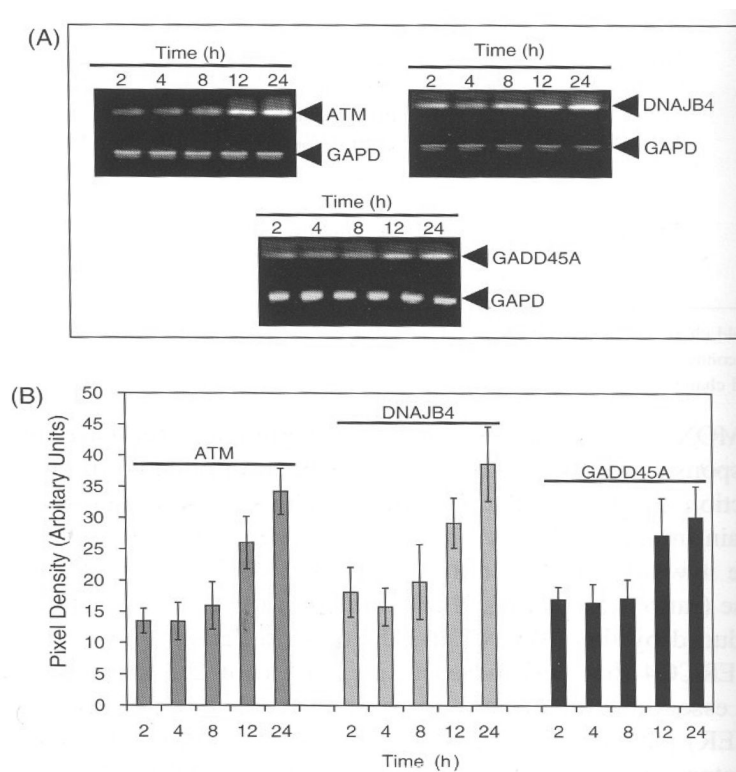 (A)
Time (h)
2 4 8 12 24
ATM
GAPD
Time (h)
2 4 8 12 24
DNAJB4
GAPD
Time (h)
2 4 8 12 24
GADD45A
GAPD
(B)
Pixel Density (Arbitary Units)
50
45
40
35
30
25
20
15
10
5
0
ATM
DNAJB4
GADD45A
2 4 8 12 24 2 4 8 12 24 2 4 8 12 24
Time (h)